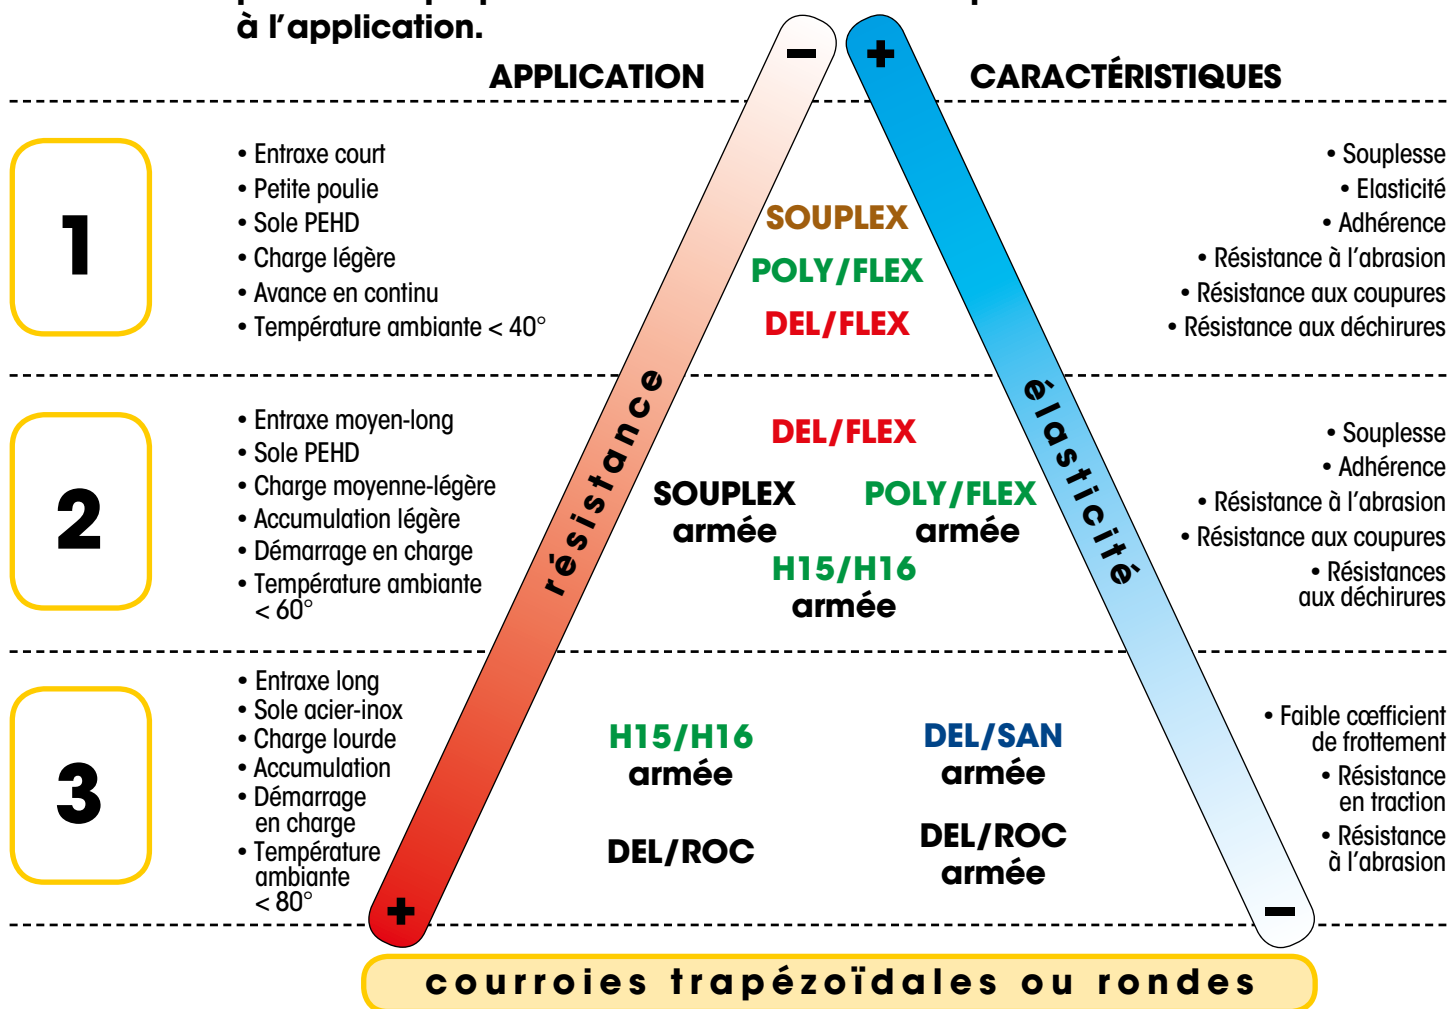 à l’application.
APPLICATION
CARACTÉRISTIQUES
–
+
1
• Entraxe court
• Petite poulie
• Sole PEHD
• Charge légère
• Avance en continu
• Température ambiante < 40°
SOUPLEX
POLY/FLEX
DEL/FLEX
• Souplesse
• Elasticité
• Adhérence
• Résistance à l’abrasion
• Résistance aux coupures
• Résistance aux déchirures
résistance
élasticité
2
• Entraxe moyen-long
• Sole PEHD
• Charge moyenne-légère
• Accumulation légère
• Démarrage en charge
• Température ambiante
< 60°
DEL/FLEX
SOUPLEX
armée
POLY/FLEX
armée
H15/H16
armée
• Souplesse
• Adhérence
• Résistance à l’abrasion
• Résistance aux coupures
• Résistances
aux déchirures
3
• Entraxe long
• Sole acier-inox
• Charge lourde
• Accumulation
• Démarrage
en charge
• Température
ambiante
< 80°
H15/H16
armée
DEL/SAN
armée
DEL/ROC
DEL/ROC
armée
• Faible cœfficient
de frottement
• Résistance
en traction
• Résistance
à l’abrasion
+
–
courroies trapézoïdales ou rondes